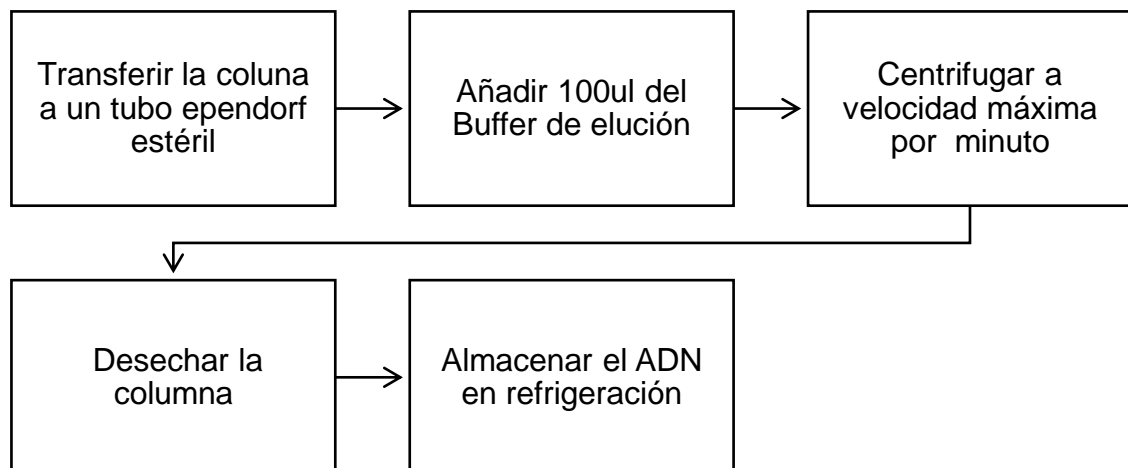 Transferir la coluna
a un tubo ependorf
estéril
Añadir 100ul del
Buffer de elución
Centrifugar a
velocidad máxima
por minuto
Desechar la
columna
Almacenar el ADN
en refrigeración